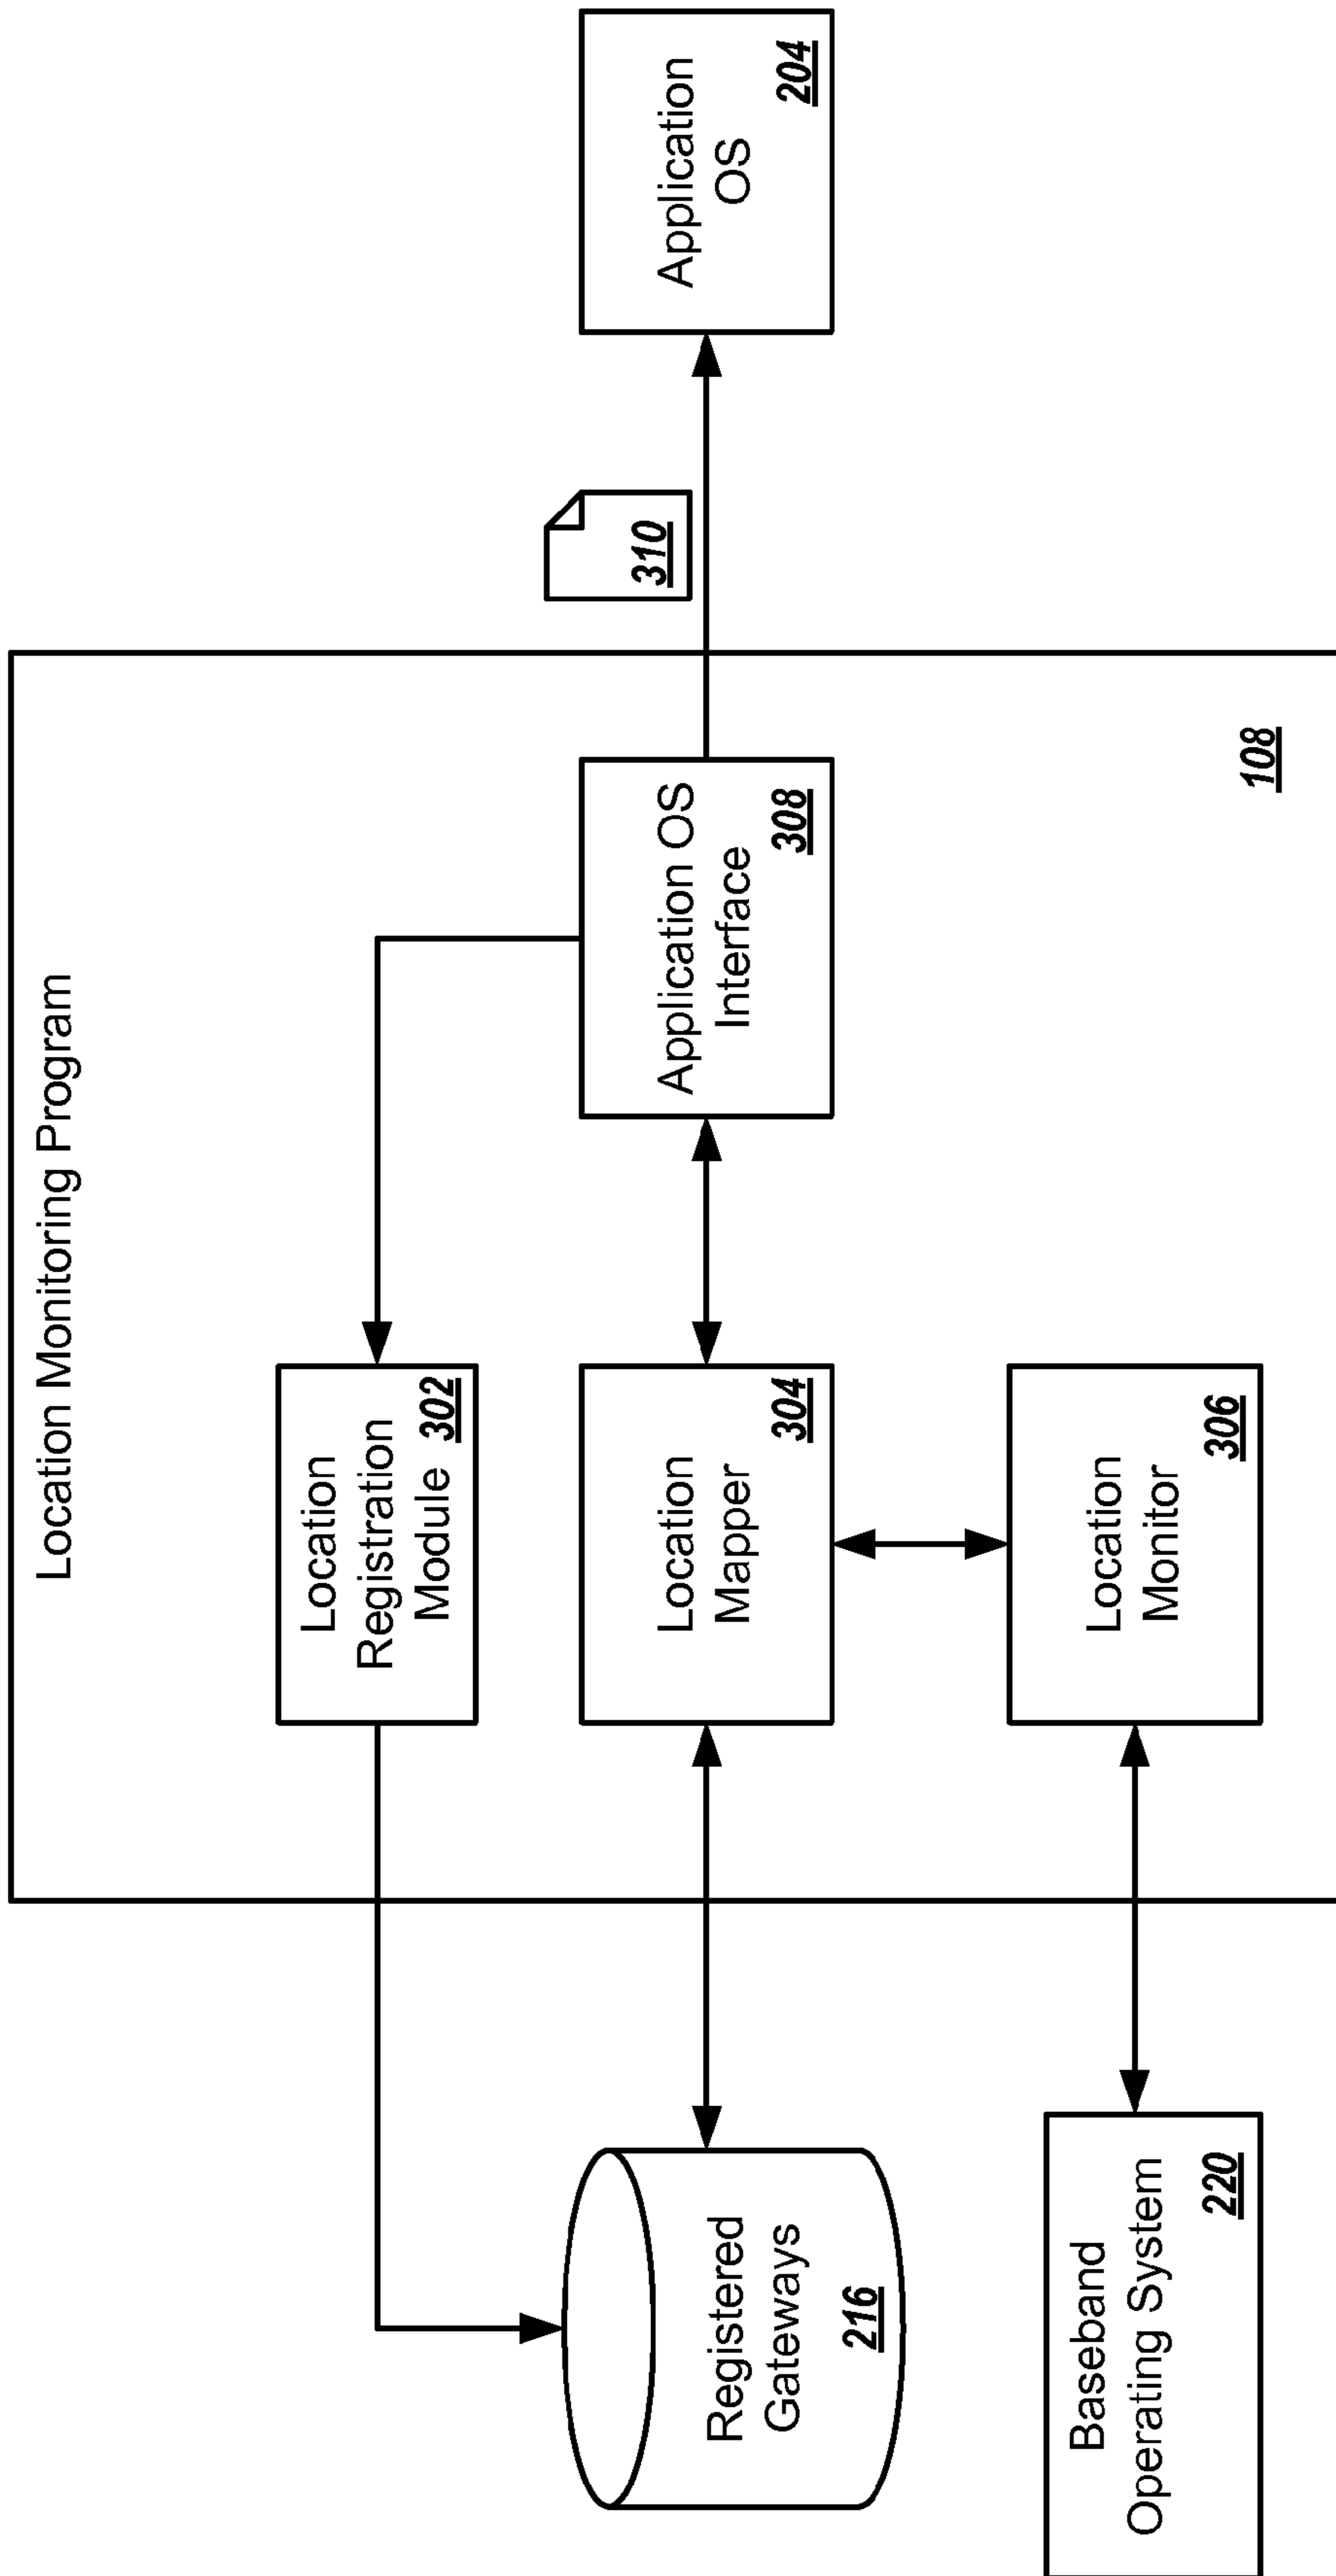 Location Monitoring Program
Location
Registration
Module 302
Registered
Gateways
216
Location
Mapper
304
Application OS
Interface
308
310
Application
OS
204
Baseband
Operating System
220
Location
Monitor
306
108